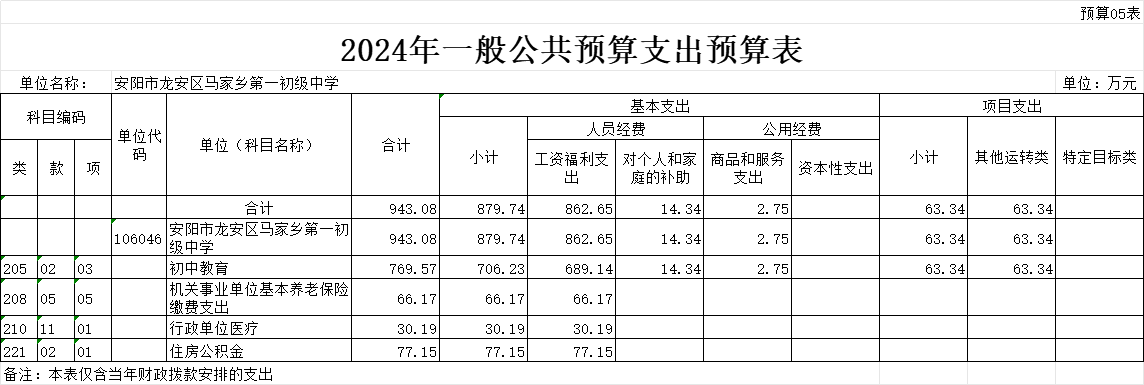 预算05表
2024年一般公共预算支出预算表
单位名称： 安阳市龙安区马家乡第一初级中学 单位：万元
科目编码 单位代码 单位（科目名称） 合计 基本支出 项目支出
小计 人员经费 公用经费 小计 其他运转类 特定目标类
类 款 项 工资福利支出 对个人和家庭的补助 商品和服务支出 资本性支出
合计 943.08 879.74 862.65 14.34 2.75 63.34 63.34
106046 安阳市龙安区马家乡第一初级中学 943.08 879.74 862.65 14.34 2.75 63.34 63.34
205 02 03 初中教育 769.57 706.23 689.14 14.34 2.75 63.34 63.34
208 05 05 机关事业单位基本养老保险缴费支出 66.17 66.17 66.17
210 11 01 行政单位医疗 30.19 30.19 30.19
221 02 01 住房公积金 77.15 77.15 77.15
备注：本表仅含当年财政拨款安排的支出